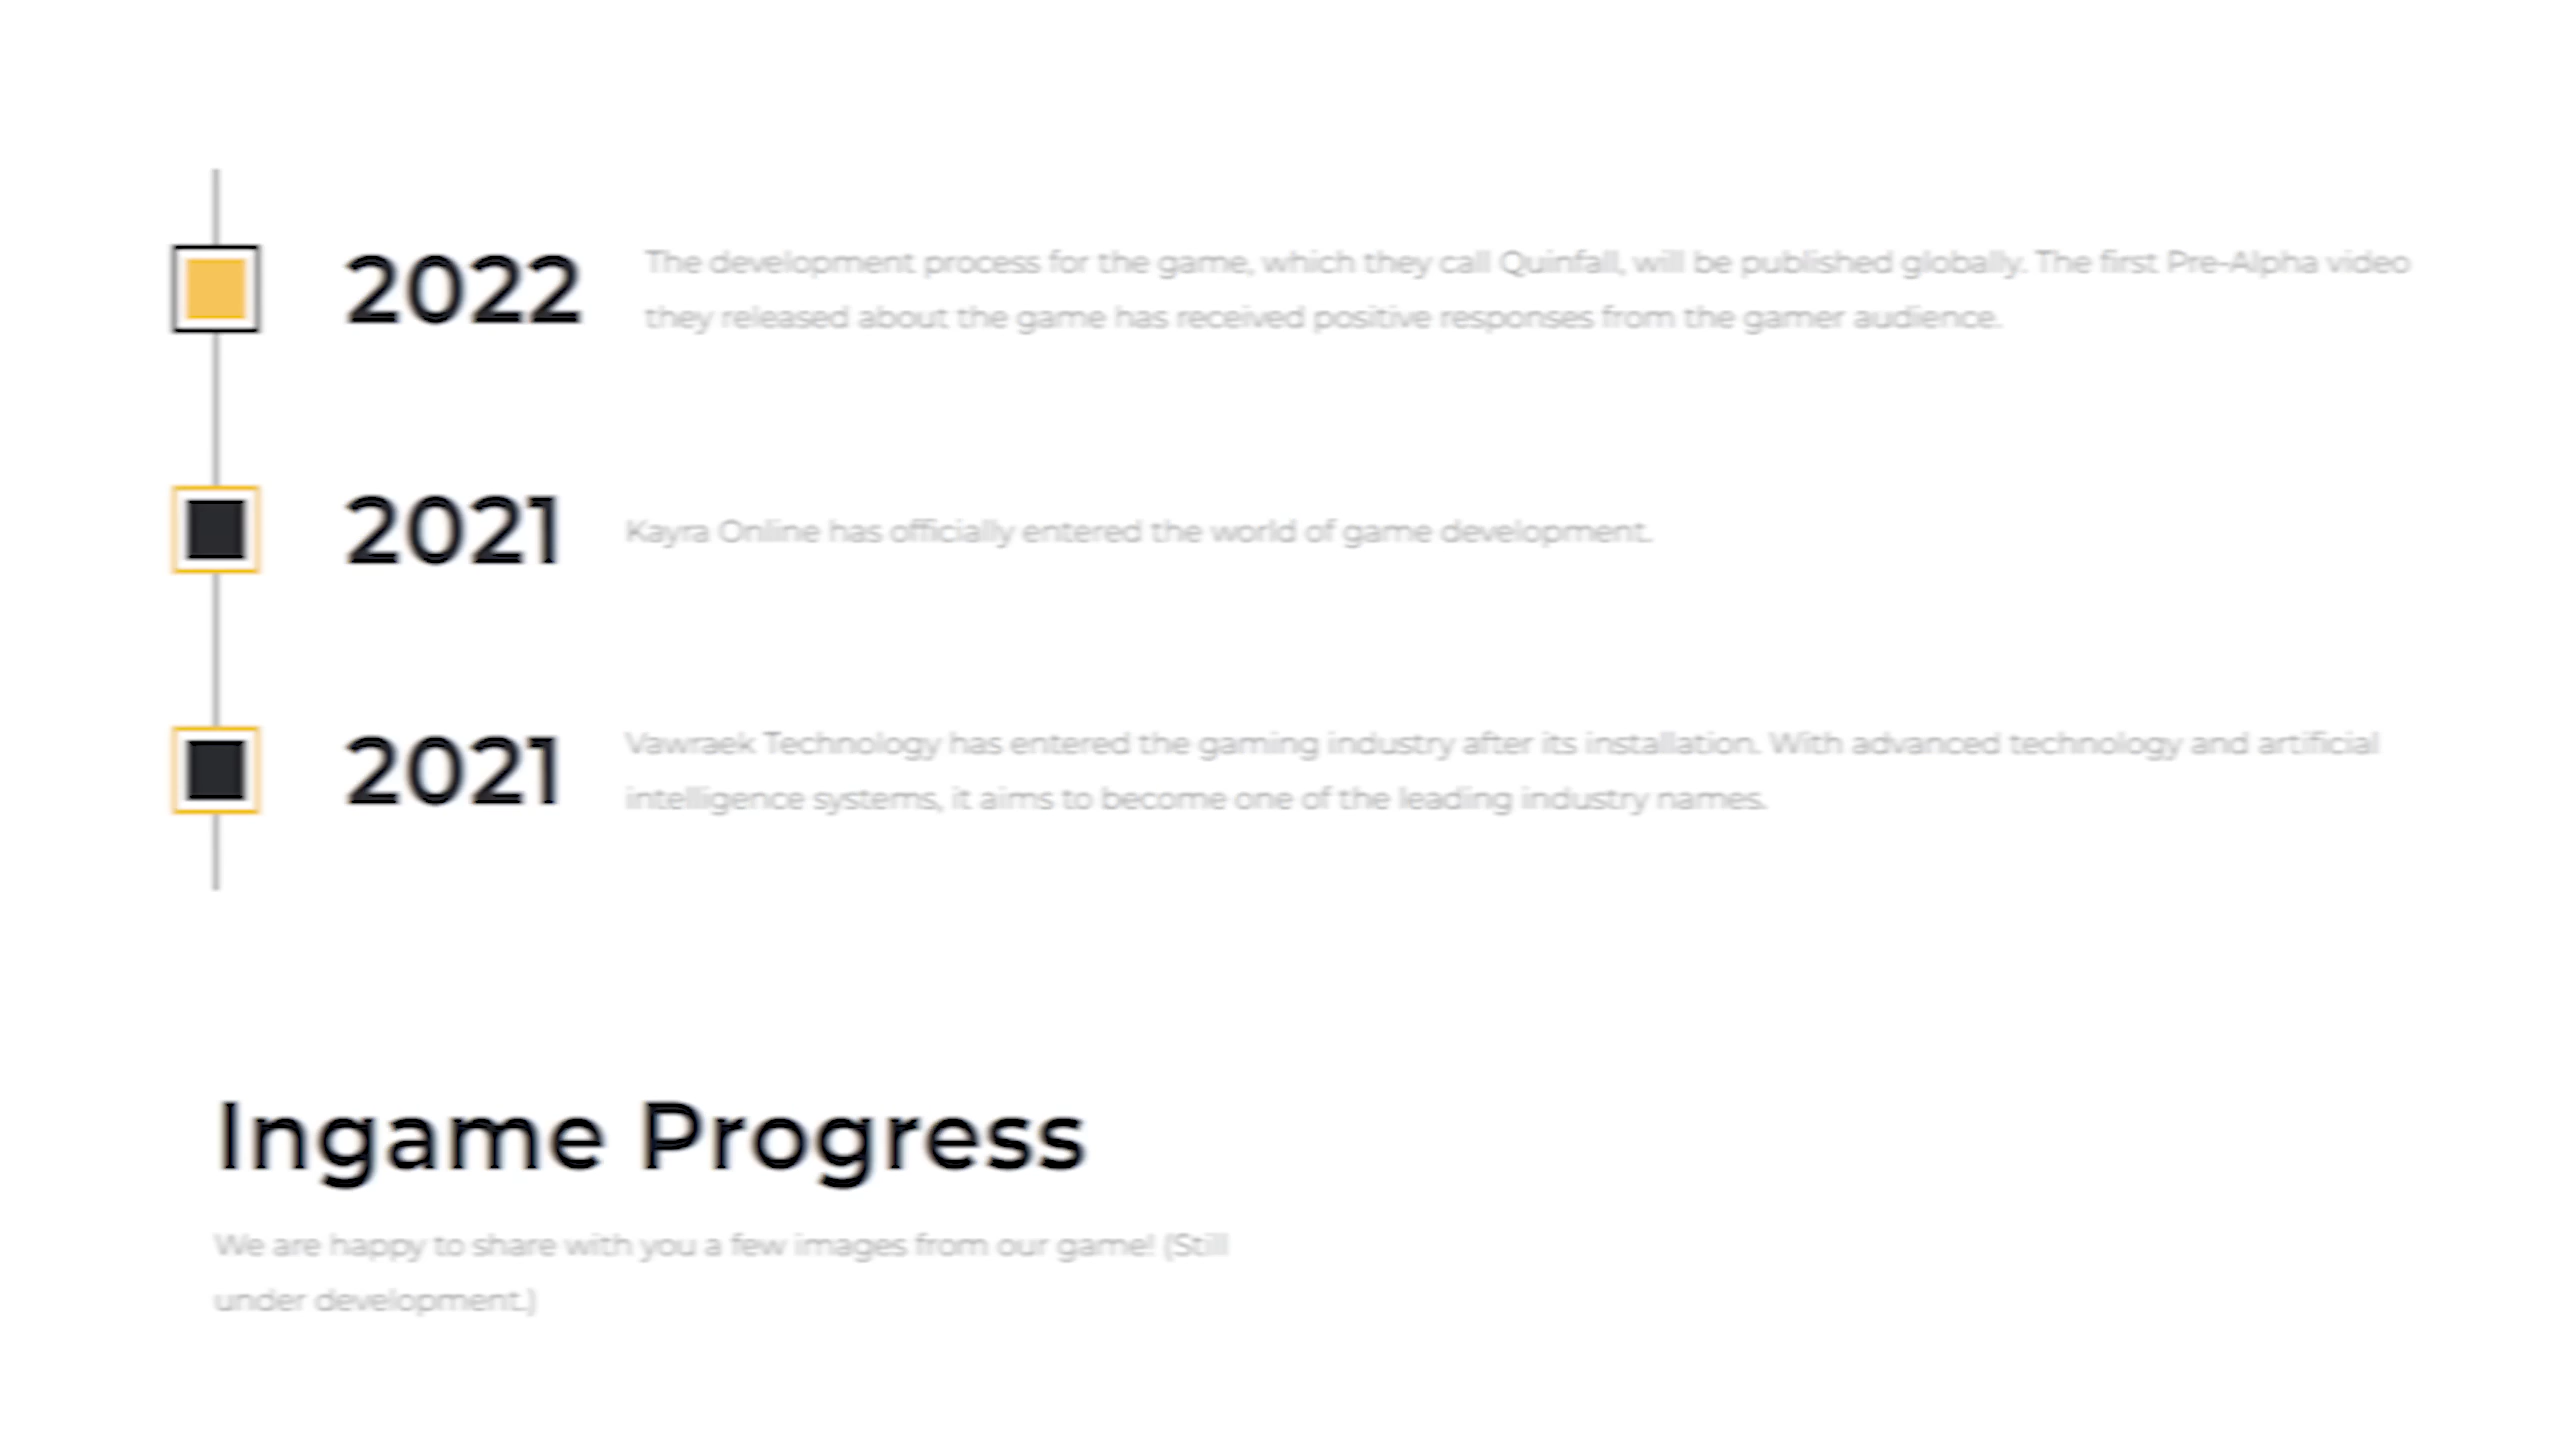 2022
The development process for the game, which they call Quinfall, will be published globally. The first Pre-Alpha video
they released about the game has received positive responses from the gamer audience.
2021
Kayra Online has officially entered the world of game development.
2021
Vawraek Technology has entered the gaming industry after its installation. With advanced technology and artificial
intelligence systems, it aims to become one of the leading industry names.
Ingame Progress
We are happy to share with you a few images from our game! (Still
under development.)